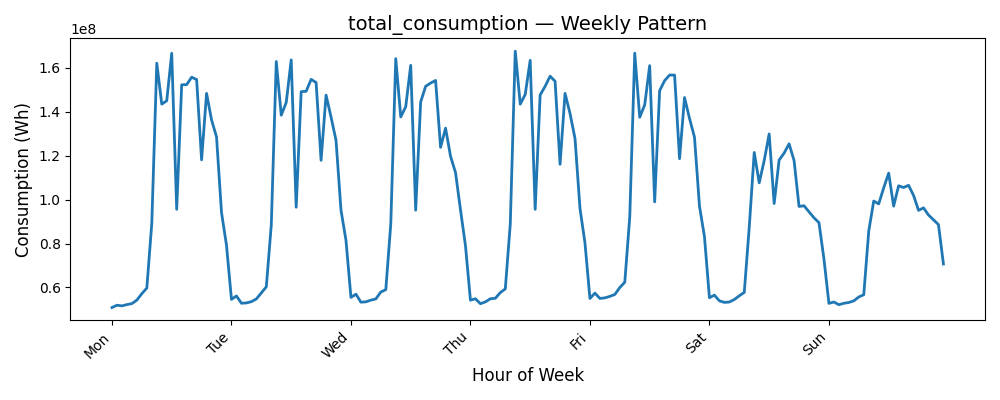 total_consumption — Weekly Pattern
1e8
Consumption (Wh)
1.6
1.4
1.2
1.0
0.8
0.6
Mon
Tue
Wed
Thu
Fri
Sat
Sun
Hour of Week